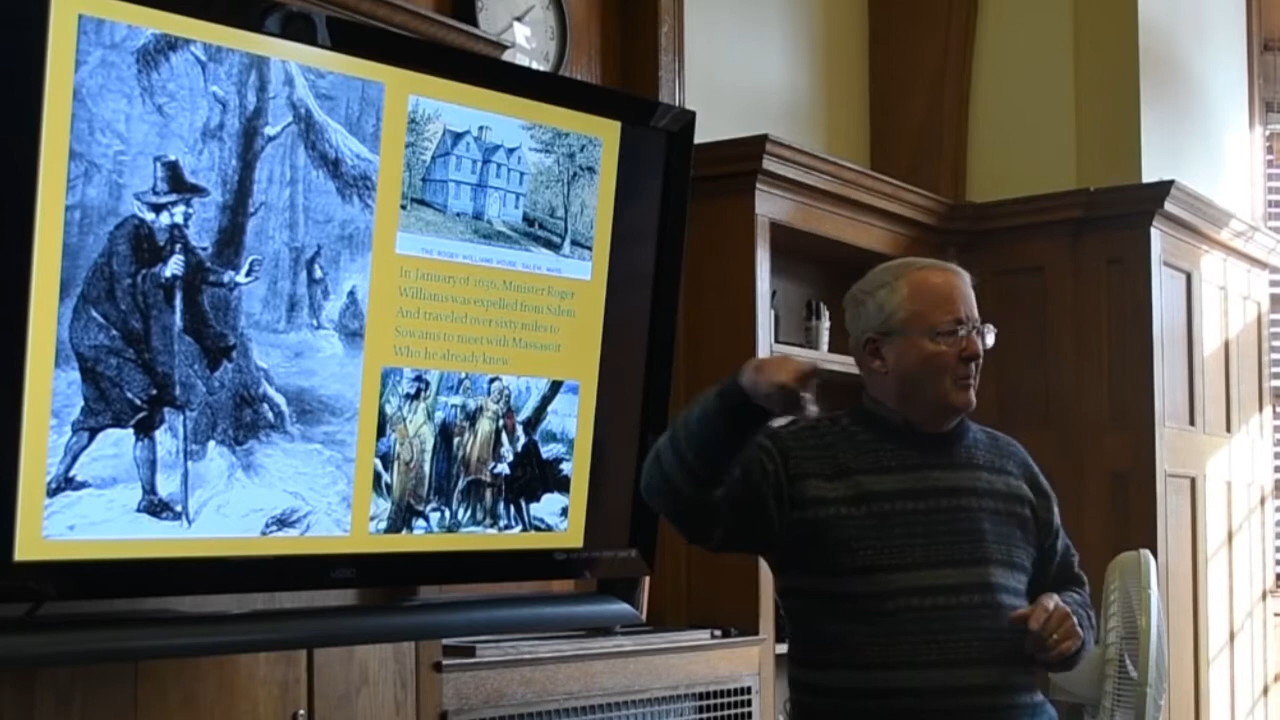 THE ROGER WILLIAMS HOUSE, SALEM, MASS.
In January of 1636, Minister Roger
Williams was expelled from Salem
And traveled over sixty miles to
Sowams to meet with Massasoit
Who he already knew.
VIZIO